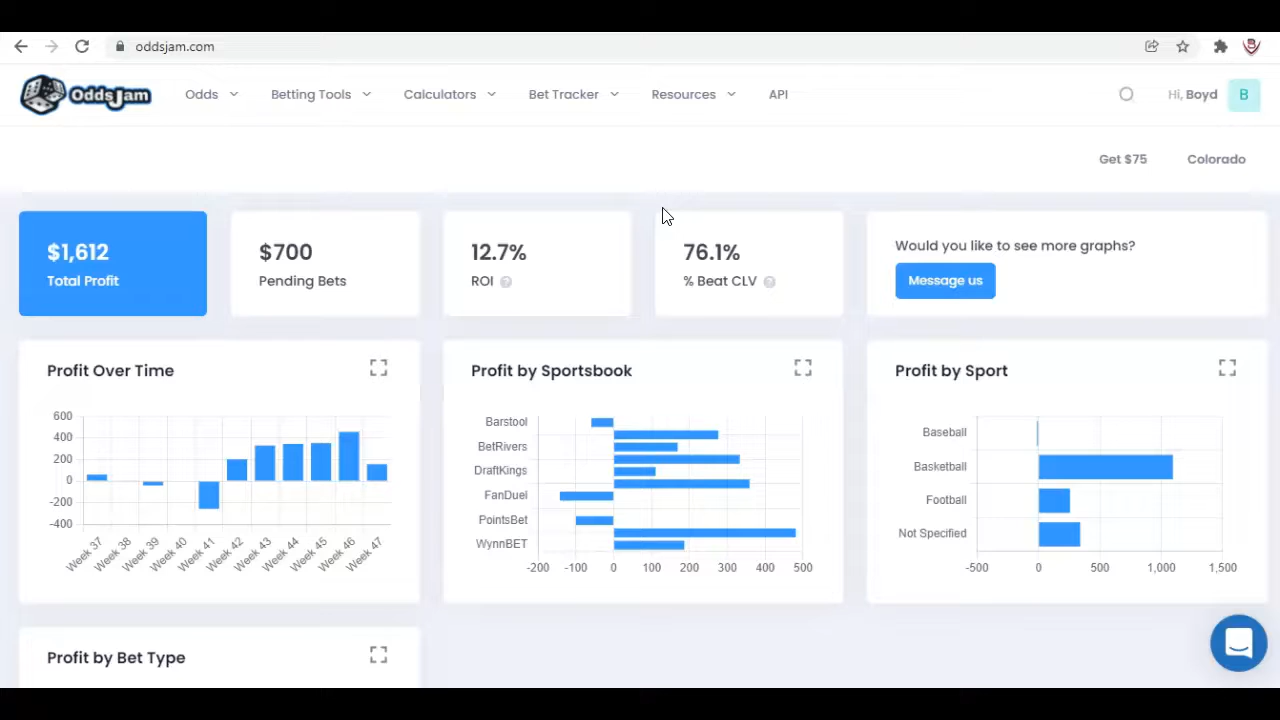 oddsjam.com
OddsJam
Odds
Betting Tools
Calculators
Bet Tracker
Resources
API
Hi, Boyd
B
Get $75
Colorado
$1,612
Total Profit
$700
Pending Bets
12.7%
ROI ?
76.1%
% Beat CLV ?
Would you like to see more graphs?
Message us
Profit Over Time
600
400
200
0
-200
-400
Week 37
Week 38
Week 39
Week 40
Week 41
Week 42
Week 43
Week 44
Week 45
Week 46
Week 47
Profit by Sportsbook
Barstool
BetRivers
DraftKings
FanDuel
PointsBet
WynnBET
-200 -100 0 100 200 300 400 500
Profit by Sport
Baseball
Basketball
Football
Not Specified
-500 0 500 1,000 1,500
Profit by Bet Type